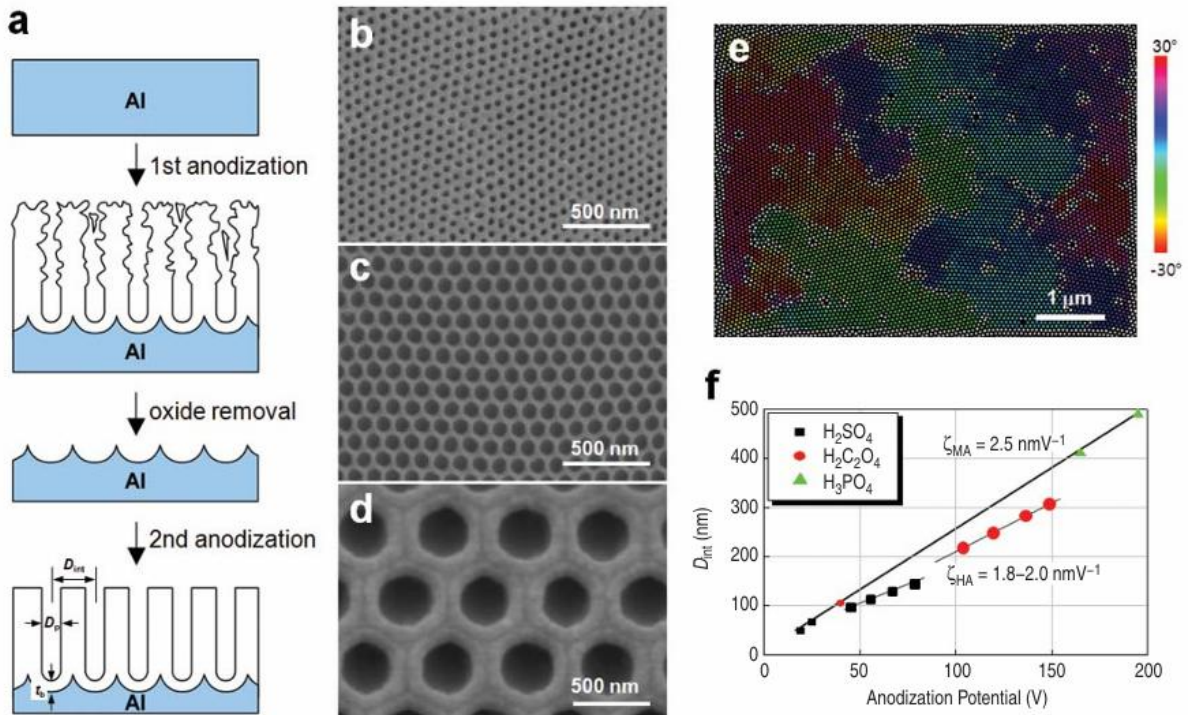 a
Al
1st anodization
Al
oxide removal
Al
2nd anodization
Dint
Dp
tb
Al
b
500 nm
c
500 nm
d
500 nm
e
30°
-30°
1 μm
f
500
400
300
200
100
0
Dint (nm)
H₂SO₄
H₂C₂O₄
H₃PO₄
ζMA = 2.5 nmV⁻¹
ζHA = 1.8–2.0 nmV⁻¹
0 50 100 150 200
Anodization Potential (V)